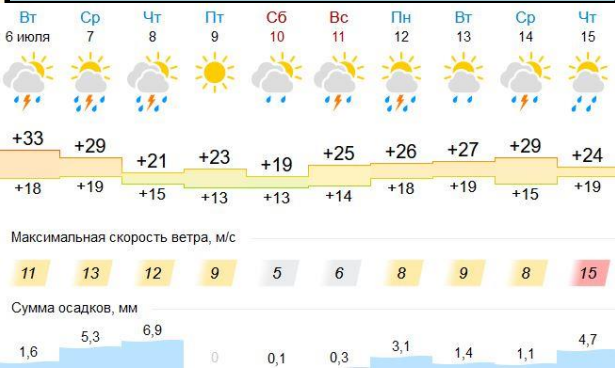 Вт Ср Чт Пт Сб Вс Пн Вт Ср Чт
6 июля 7 8 9 10 11 12 13 14 15
+33 +29 +21 +23 +19 +25 +26 +27 +29 +24
+18 +19 +15 +13 +13 +14 +18 +19 +15 +19
Максимальная скорость ветра, м/с
11 13 12 9 5 6 8 9 8 15
Сумма осадков, мм
1,6 5,3 6,9 0 0,1 0,3 3,1 1,4 1,1 4,7